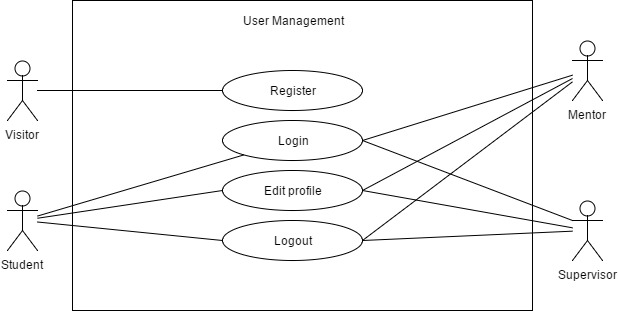 User Management
Register
Visitor
Mentor
Login
Edit profile
Logout
Student
Supervisor